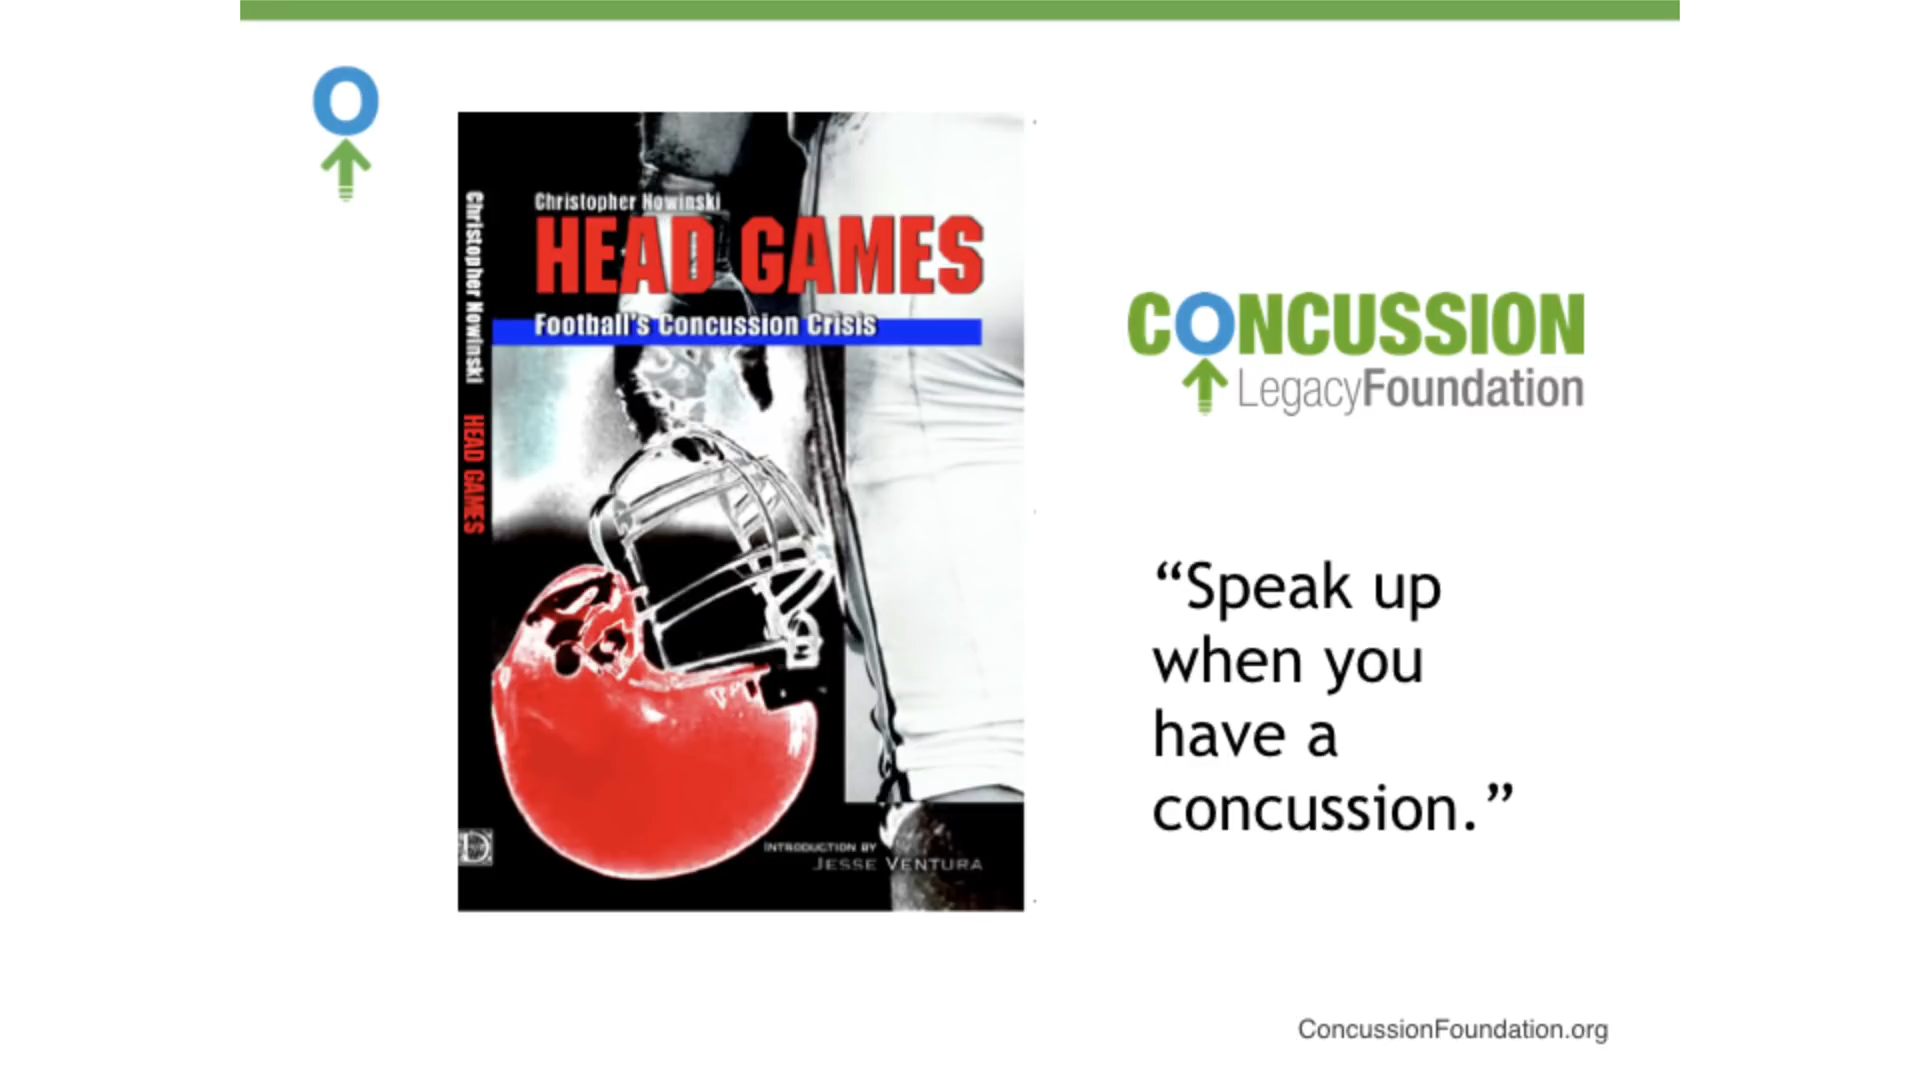 O
Christopher Nowinski HEAD GAMES
Christopher Nowinski
HEAD GAMES
Football's Concussion Crisis
INTRODUCTION BY
JESSE VENTURA
CONCUSSION
LegacyFoundation
“Speak up
when you
have a
concussion.”
ConcussionFoundation.org